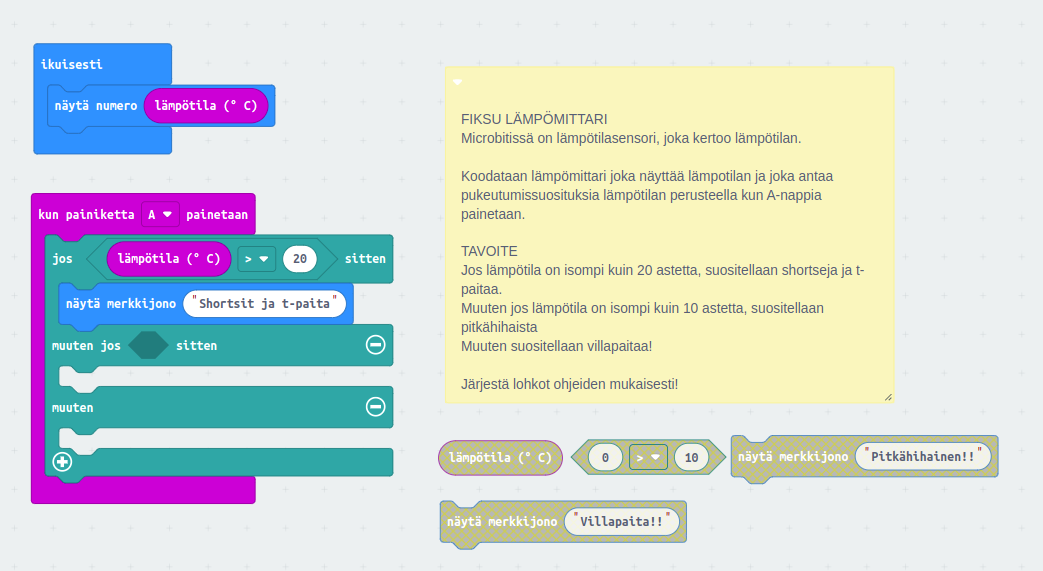 ikuisesti
näytä numero lämpötila (° C)
kun painiketta A painetaan
jos lämpötila (° C) > 20 sitten
näytä merkkijono "Shortsit ja t-paita"
muuten jos sitten
muuten
FIKSU LÄMPÖMITTARI
Microbitissä on lämpötilasensori, joka kertoo lämpötilan.
Koodataan lämpömittari joka näyttää lämpotilan ja joka antaa
pukeutumissuosituksia lämpötilan perusteella kun A-nappia
painetaan.
TAVOITE
Jos lämpötila on isompi kuin 20 astetta, suositellaan shortseja ja t-
paitaa.
Muuten jos lämpötila on isompi kuin 10 astetta, suositellaan
pitkähihaista
Muuten suositellaan villapaitaa!
Järjestä lohkot ohjeiden mukaisesti!
lämpötila (° C)
0 > 10
näytä merkkijono "Pitkähihainen!!"
näytä merkkijono "Villapaita!!"